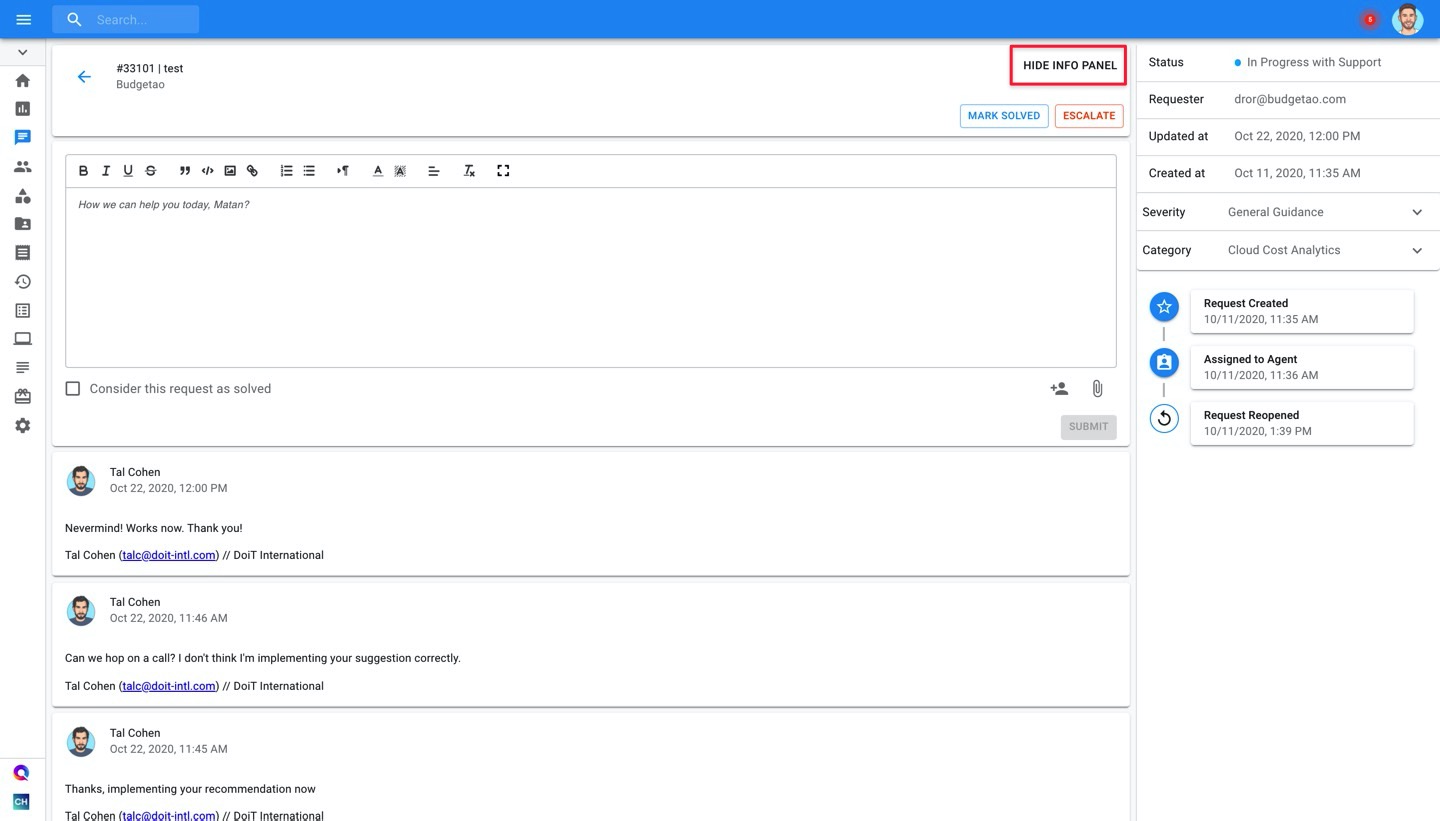 Search...
6
#33101 | test
Budgetao
HIDE INFO PANEL
MARK SOLVED
ESCALATE
How we can help you today, Matan?
Consider this request as solved
SUBMIT
Tal Cohen
Oct 22, 2020, 12:00 PM
Nevermind! Works now. Thank you!
Tal Cohen (talc@doit-intl.com) // DoiT International
Tal Cohen
Oct 22, 2020, 11:46 AM
Can we hop on a call? I don't think I'm implementing your suggestion correctly.
Tal Cohen (talc@doit-intl.com) // DoiT International
Tal Cohen
Oct 22, 2020, 11:45 AM
Thanks, implementing your recommendation now
Tal Cohen (talc@doit-intl.com) // DoiT International
Status In Progress with Support
Requester dror@budgetao.com
Updated at Oct 22, 2020, 12:00 PM
Created at Oct 11, 2020, 11:35 AM
Severity General Guidance
Category Cloud Cost Analytics
Request Created
10/11/2020, 11:35 AM
Assigned to Agent
10/11/2020, 11:36 AM
Request Reopened
10/11/2020, 1:39 PM
CH